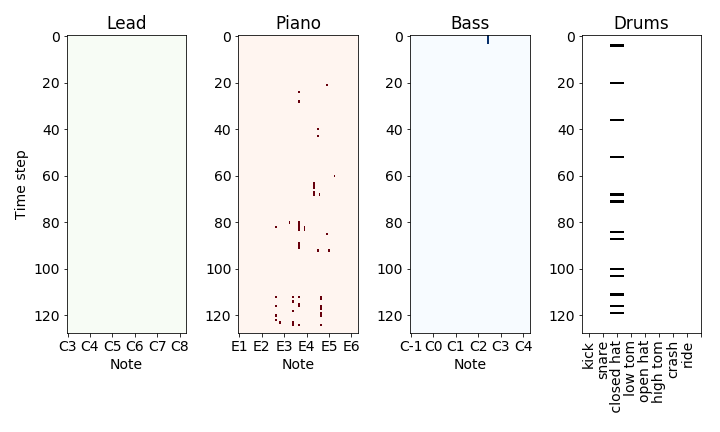 Lead Piano Bass Drums
0 0 0 0
20 20 20 20
40 40 40 40
60 60 60 60
80 80 80 80
100 100 100 100
120 120 120 120
Time step
C3 C4 C5 C6 C7 C8 E1 E2 E3 E4 E5 E6 C-1 C0 C1 C2 C3 C4
Note Note Note
kick
snare
closed hat
low tom
open hat
high tom
crash
ride